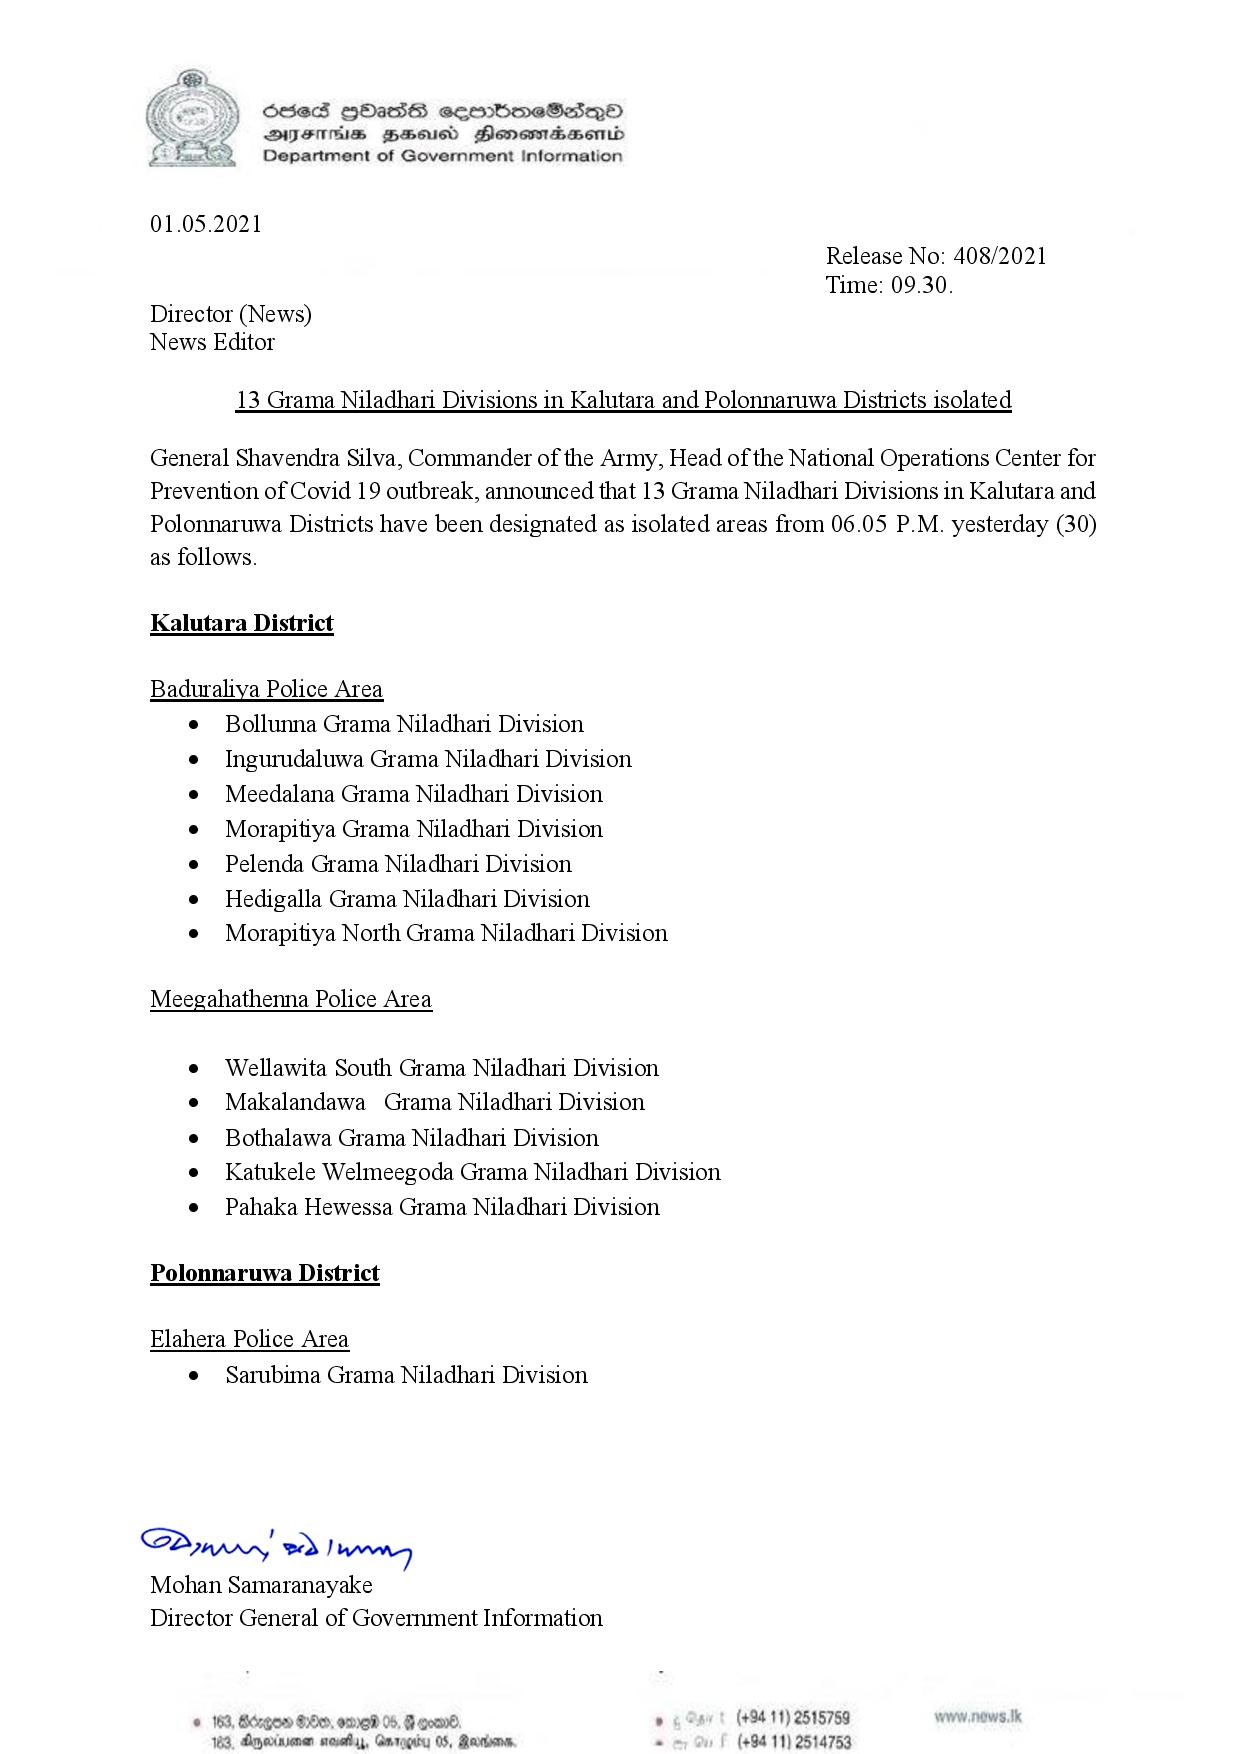 රජයේ ප්‍රවෘත්ති දෙපාර්තමේන්තුව
அரசாங்க தகவல் திணைக்களம்
Department of Government Information
01.05.2021
Release No: 408/2021
Time: 09.30.
Director (News)
News Editor
13 Grama Niladhari Divisions in Kalutara and Polonnaruwa Districts isolated
General Shavendra Silva, Commander of the Army, Head of the National Operations Center for
Prevention of Covid 19 outbreak, announced that 13 Grama Niladhari Divisions in Kalutara and
Polonnaruwa Districts have been designated as isolated areas from 06.05 P.M. yesterday (30)
as follows.
Kalutara District
Baduraliya Police Area
• Bollunna Grama Niladhari Division
• Ingurudaluwa Grama Niladhari Division
• Meedalana Grama Niladhari Division
• Morapitiya Grama Niladhari Division
• Pelenda Grama Niladhari Division
• Hedigalla Grama Niladhari Division
• Morapitiya North Grama Niladhari Division
Meegahathenna Police Area
• Wellawita South Grama Niladhari Division
• Makalandawa Grama Niladhari Division
• Bothalawa Grama Niladhari Division
• Katukele Welmeegoda Grama Niladhari Division
• Pahaka Hewessa Grama Niladhari Division
Polonnaruwa District
Elahera Police Area
• Sarubima Grama Niladhari Division
Mohan Samaranayake
Director General of Government Information
163, කිරුලපන මාවත, කොළඹ 05, ශ්‍රී ලංකාව.
163, கிருலப்பனை எவனியூ, கொழும்பு 05, இலங்கை.
(+94 11) 2515759
(+94 11) 2514753
www.news.lk